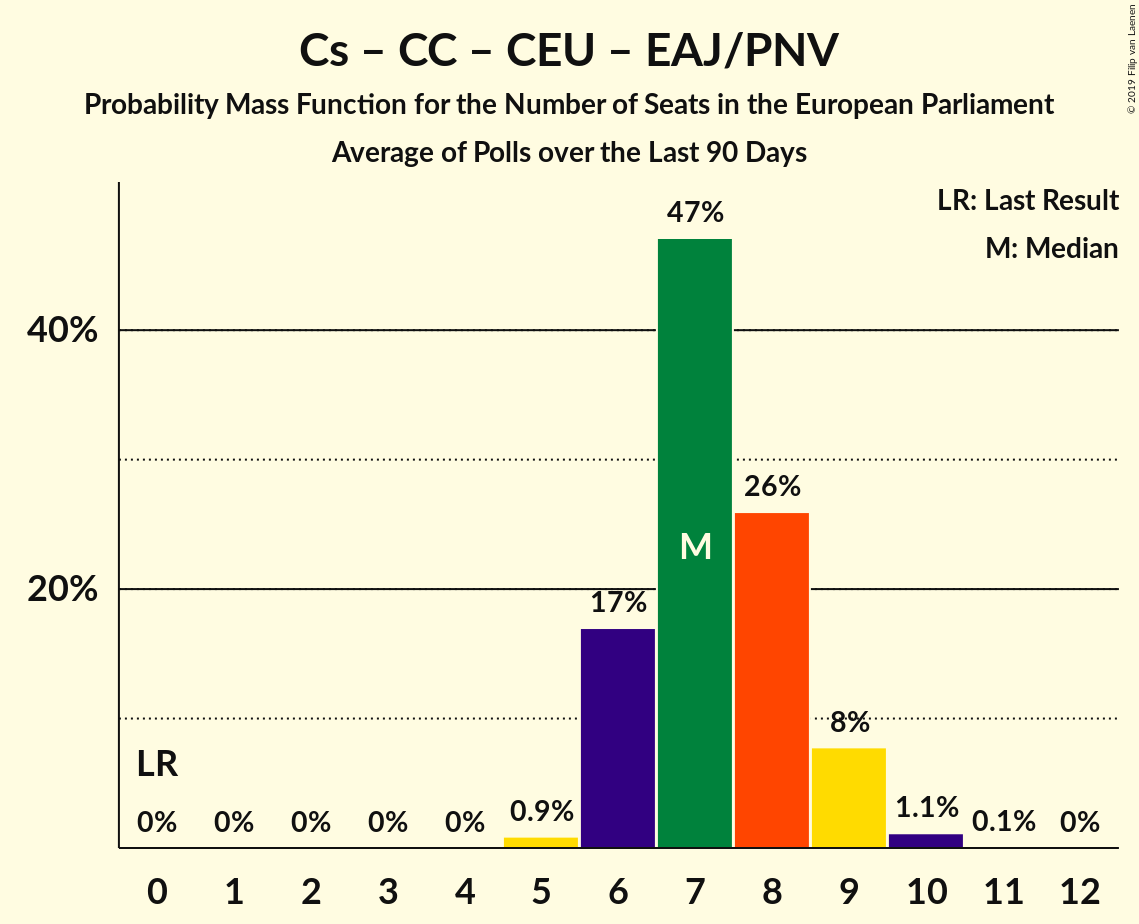 Cs – CC – CEU – EAJ/PNV
Probability Mass Function for the Number of Seats in the European Parliament
Average of Polls over the Last 90 Days
© 2019 Filip van Laenen
LR: Last Result
M: Median
40%
20%
47%
26%
M
17%
8%
LR
0% 0% 0% 0% 0% 0.9% 1.1% 0.1% 0%
0 1 2 3 4 5 6 7 8 9 10 11 12